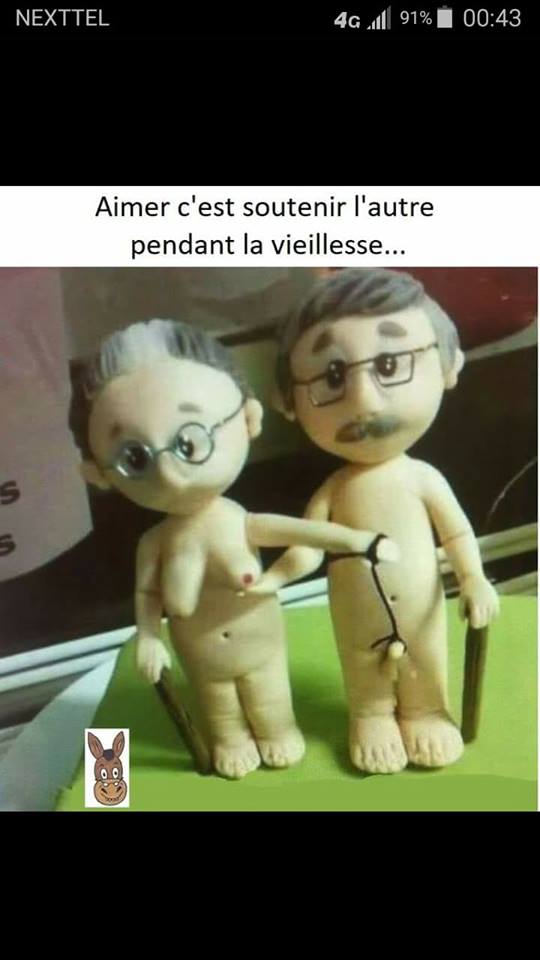 NEXTTEL 4G 91% 00:43
Aimer c'est soutenir l'autre
pendant la vieillesse...
s
s